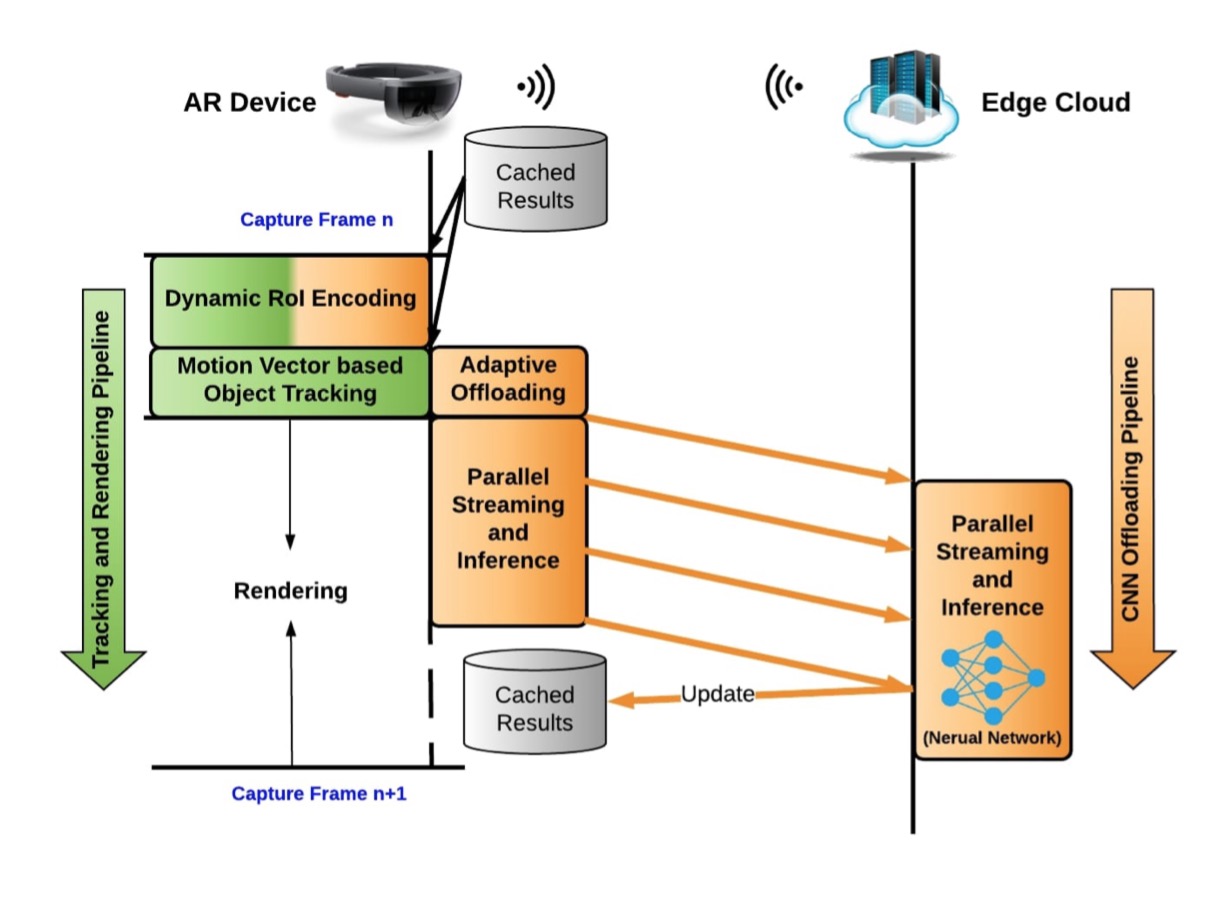 AR Device
Edge Cloud
Cached
Results
Capture Frame n
Dynamic RoI Encoding
Motion Vector based
Object Tracking
Adaptive
Offloading
Tracking and Rendering Pipeline
Parallel
Streaming
and
Inference
Rendering
Parallel
Streaming
and
Inference
(Nerual Network)
CNN Offloading Pipeline
Cached
Results
Update
Capture Frame n+1